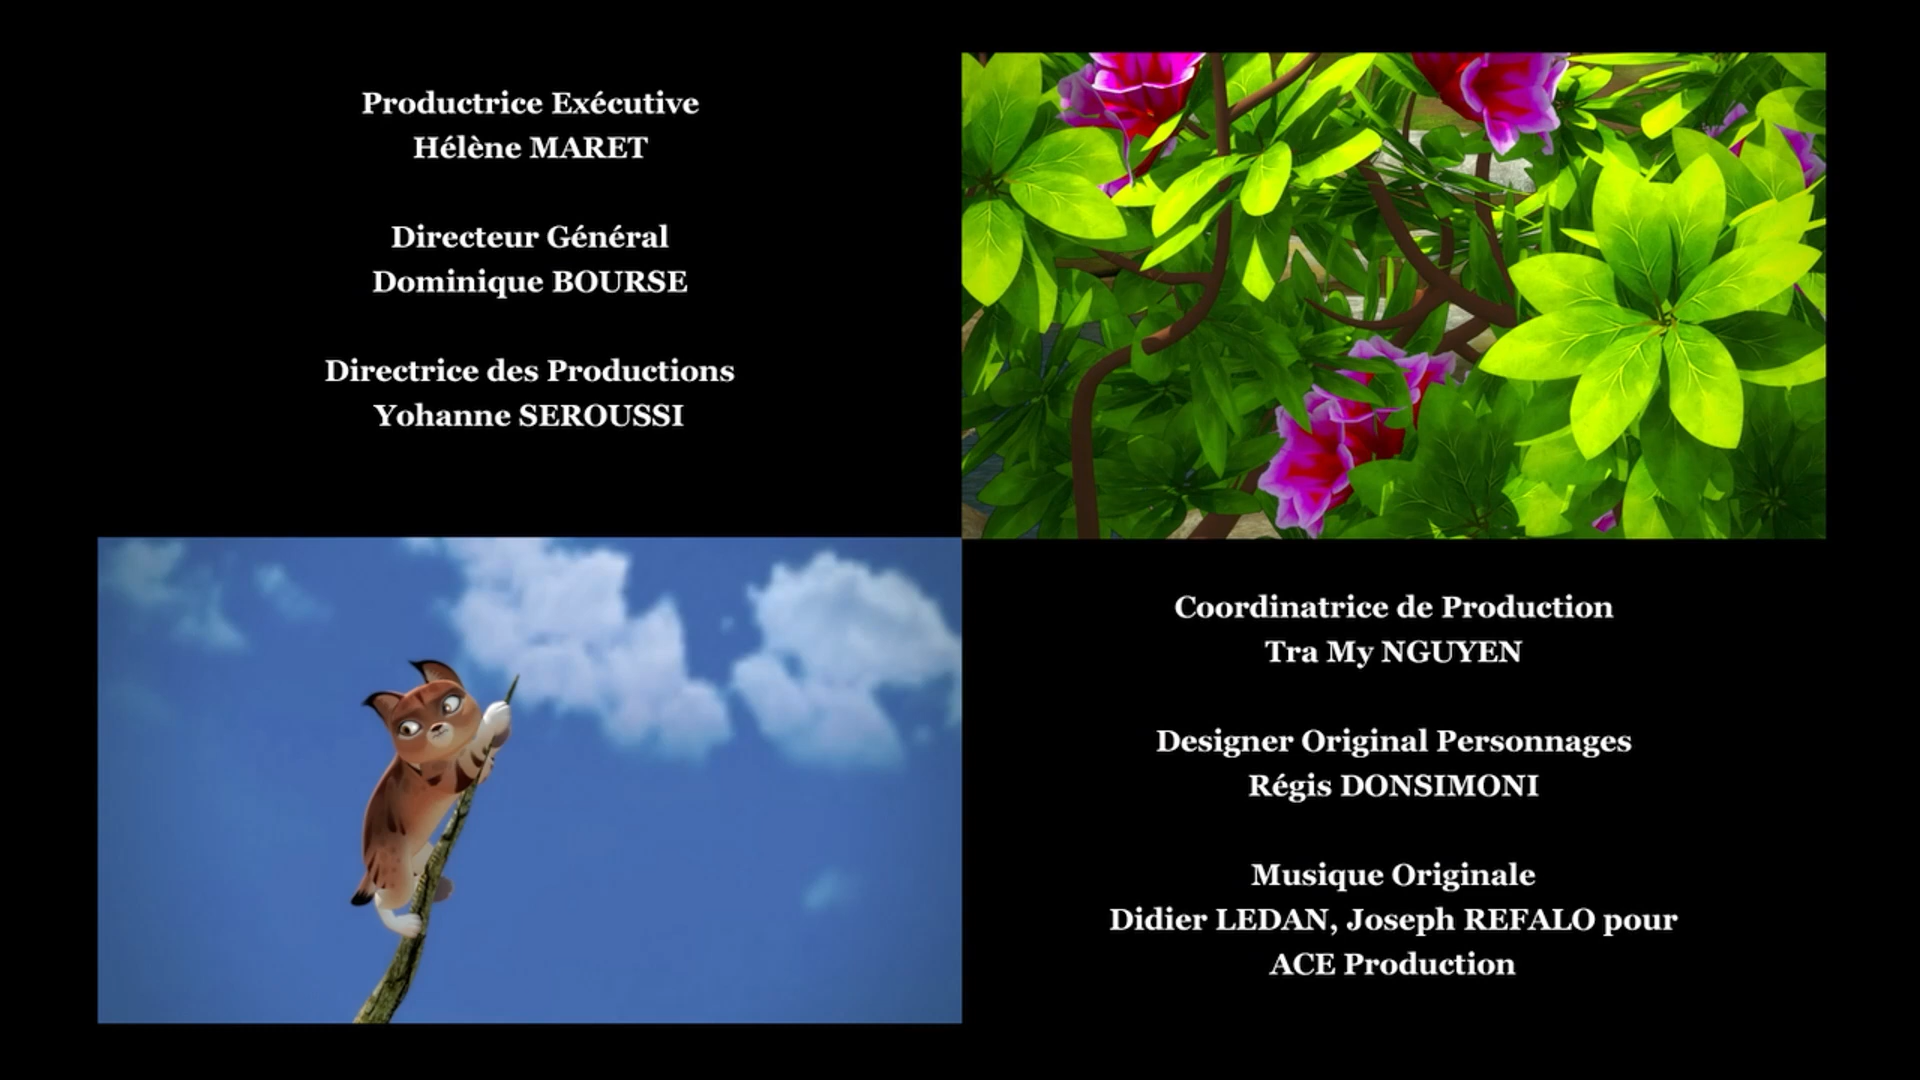 Productrice Exécutive
Hélène MARET
Directeur Général
Dominique BOURSE
Directrice des Productions
Yohanne SEROUSSI
Coordinatrice de Production
Tra My NGUYEN
Designer Original Personnages
Régis DONSIMONI
Musique Originale
Didier LEDAN, Joseph REFALO pour
ACE Production